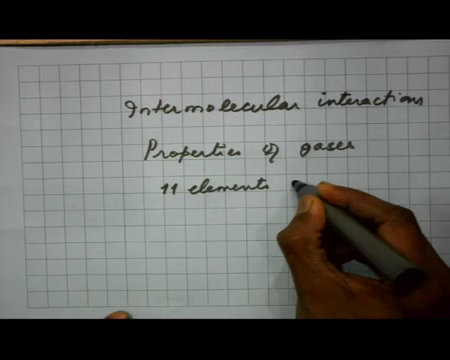 Intermolecular interactions
Properties of gases
11 elements